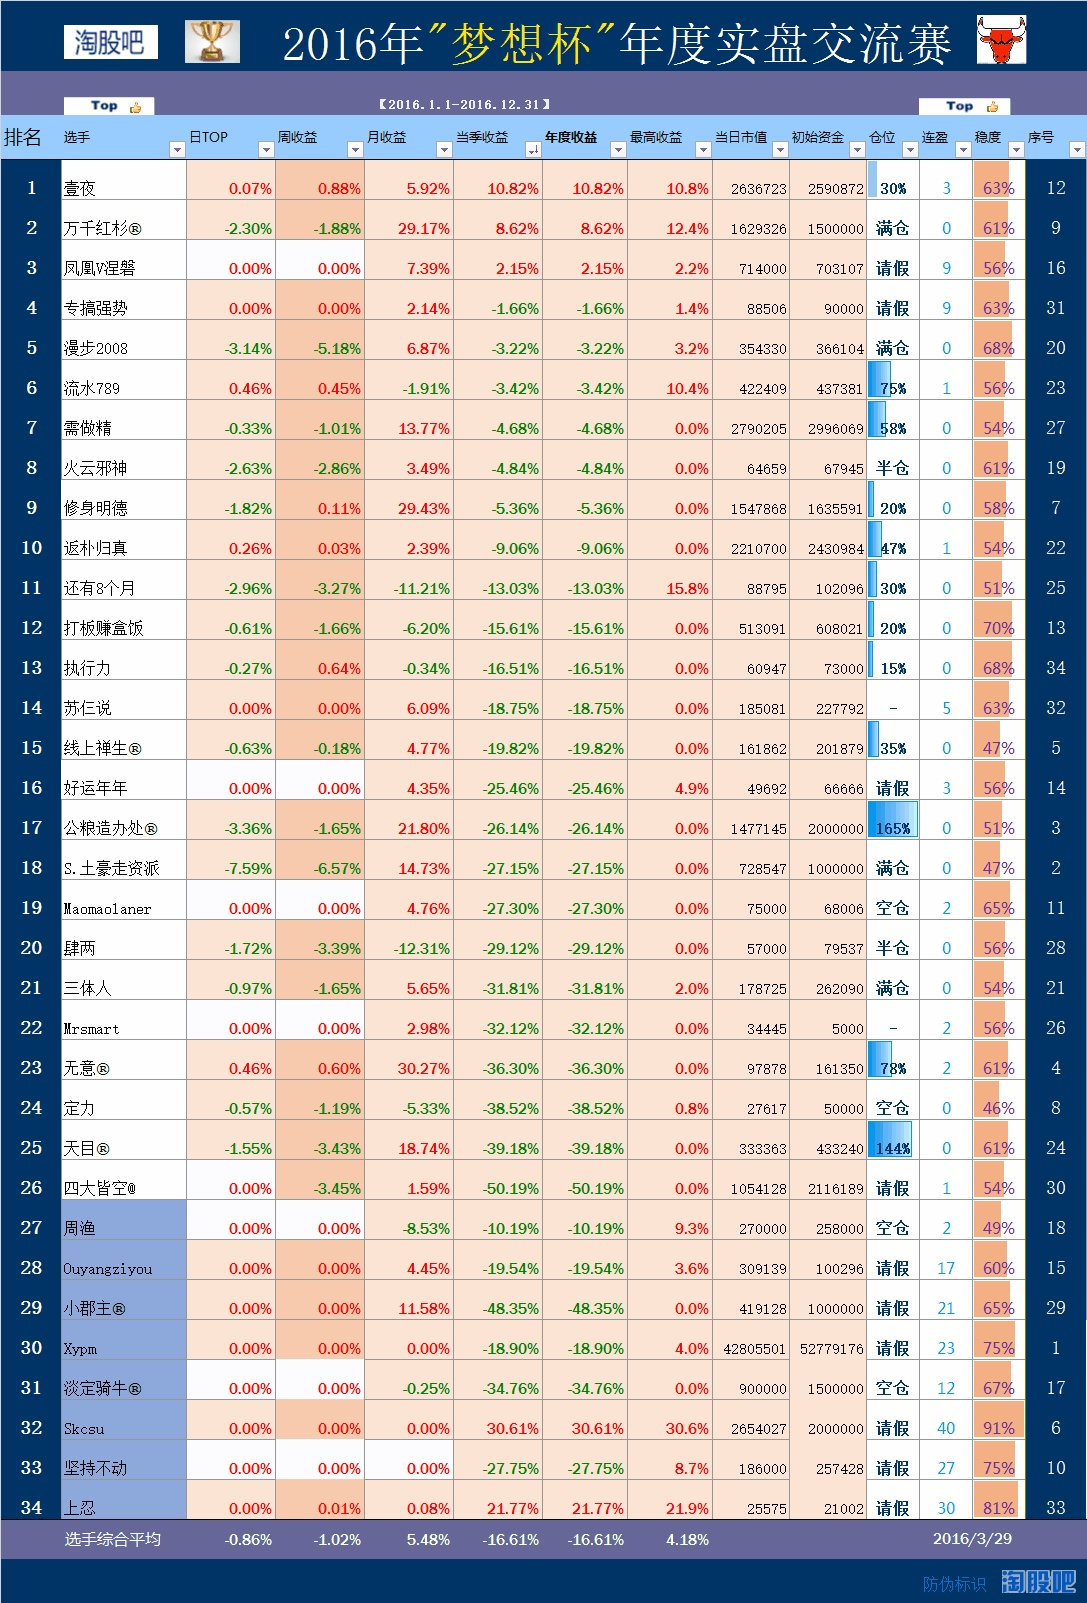 淘股吧 2016年"梦想杯"年度实盘交流赛
Top 【2016.1.1-2016.12.31】 Top
排名 选手 日TOP 周收益 月收益 当季收益 年度收益 最高收益 当日市值 初始资金 仓位 连盈 稳度 序号
1 壹夜 0.07% 0.88% 5.92% 10.82% 10.82% 10.8% 2636723 2590872 30% 3 63% 12
2 万千红杉® -2.30% -1.88% 29.17% 8.62% 8.62% 12.4% 1629326 1500000 满仓 0 61% 9
3 凤凰V涅磐 0.00% 0.00% 7.39% 2.15% 2.15% 2.2% 714000 703107 请假 9 56% 16
4 专搞强势 0.00% 0.00% 2.14% -1.66% -1.66% 1.4% 88506 90000 请假 9 63% 31
5 漫步2008 -3.14% -5.18% 6.87% -3.22% -3.22% 3.2% 354330 366104 满仓 0 68% 20
6 流水789 0.46% 0.45% -1.91% -3.42% -3.42% 10.4% 422409 437381 75% 1 56% 23
7 需做精 -0.33% -1.01% 13.77% -4.68% -4.68% 0.0% 2790205 2996069 58% 0 54% 27
8 火云邪神 -2.63% -2.86% 3.49% -4.84% -4.84% 0.0% 64659 67945 半仓 0 61% 19
9 修身明德 -1.82% 0.11% 29.43% -5.36% -5.36% 0.0% 1547868 1635591 20% 0 58% 7
10 返朴归真 0.26% 0.03% 2.39% -9.06% -9.06% 0.0% 2210700 2430984 47% 1 54% 22
11 还有8个月 -2.96% -3.27% -11.21% -13.03% -13.03% 15.8% 88795 102096 30% 0 51% 25
12 打板赚盒饭 -0.61% -1.66% -6.20% -15.61% -15.61% 0.0% 513091 608021 20% 0 70% 13
13 执行力 -0.27% 0.64% -0.34% -16.51% -16.51% 0.0% 60947 73000 15% 0 68% 34
14 苏仨说 0.00% 0.00% 6.09% -18.75% -18.75% 0.0% 185081 227792 - 5 63% 32
15 线上禅生® -0.63% -0.18% 4.77% -19.82% -19.82% 0.0% 161862 201879 35% 0 47% 5
16 好运年年 0.00% 0.00% 4.35% -25.46% -25.46% 4.9% 49692 66666 请假 3 56% 14
17 公粮造办处® -3.36% -1.65% 21.80% -26.14% -26.14% 0.0% 1477145 2000000 165% 0 51% 3
18 S.土豪走资派 -7.59% -6.57% 14.73% -27.15% -27.15% 0.0% 728547 1000000 满仓 0 47% 2
19 Maomaolaner 0.00% 0.00% 4.76% -27.30% -27.30% 0.0% 75000 68006 空仓 2 65% 11
20 肆两 -1.72% -3.39% -12.31% -29.12% -29.12% 0.0% 57000 79537 半仓 0 56% 28
21 三体人 -0.97% -1.65% 5.65% -31.81% -31.81% 2.0% 178725 262090 满仓 0 54% 21
22 Mrsmart 0.00% 0.00% 2.98% -32.12% -32.12% 0.0% 34445 5000 - 2 56% 26
23 无意® 0.46% 0.60% 30.27% -36.30% -36.30% 0.0% 97878 161350 78% 2 61% 4
24 定力 -0.57% -1.19% -5.33% -38.52% -38.52% 0.8% 27617 50000 空仓 0 46% 8
25 天目® -1.55% -3.43% 18.74% -39.18% -39.18% 0.0% 333363 433240 144% 0 61% 24
26 四大皆空@ 0.00% -3.45% 1.59% -50.19% -50.19% 0.0% 1054128 2116189 请假 1 54% 30
27 周渔 0.00% 0.00% -8.53% -10.19% -10.19% 9.3% 270000 258000 空仓 2 49% 18
28 Ouyangziyou 0.00% 0.00% 4.45% -19.54% -19.54% 3.6% 309139 100296 请假 17 60% 15
29 小郡主® 0.00% 0.00% 11.58% -48.35% -48.35% 0.0% 419128 1000000 请假 21 65% 29
30 Xypm 0.00% 0.00% 0.00% -18.90% -18.90% 4.0% 42805501 52779176 请假 23 75% 1
31 淡定骑牛® 0.00% 0.00% -0.25% -34.76% -34.76% 0.0% 900000 1500000 空仓 12 67% 17
32 Skcsu 0.00% 0.00% 0.00% 30.61% 30.61% 30.6% 2654027 2000000 请假 40 91% 6
33 坚持不动 0.00% 0.00% 0.00% -27.75% -27.75% 8.7% 186000 257428 请假 27 75% 10
34 上忍 0.00% 0.01% 0.08% 21.77% 21.77% 21.9% 25575 21002 请假 30 81% 33
选手综合平均 -0.86% -1.02% 5.48% -16.61% -16.61% 4.18% 2016/3/29
防伪标识 淘股吧